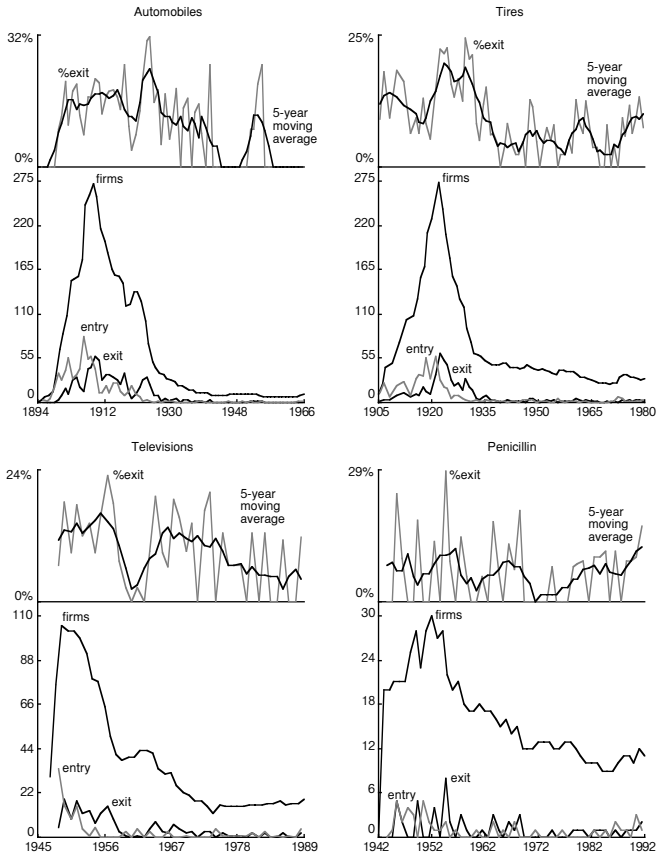 Automobiles
32%
%exit
5-year
moving
average
0%
275
firms
220
165
110
entry
55
exit
0
1894
1912
1930
1948
1966
Tires
25%
%exit
5-year
moving
average
0%
275
firms
220
165
110
entry
55
exit
0
1905
1920
1935
1950
1965
1980
Televisions
24%
%exit
5-year
moving
average
0%
110
firms
88
66
44
entry
22
exit
0
1945
1956
1967
1978
1989
Penicillin
29%
%exit
5-year
moving
average
0%
30
firms
24
18
12
exit
6
entry
0
1942
1952
1962
1972
1982
1992